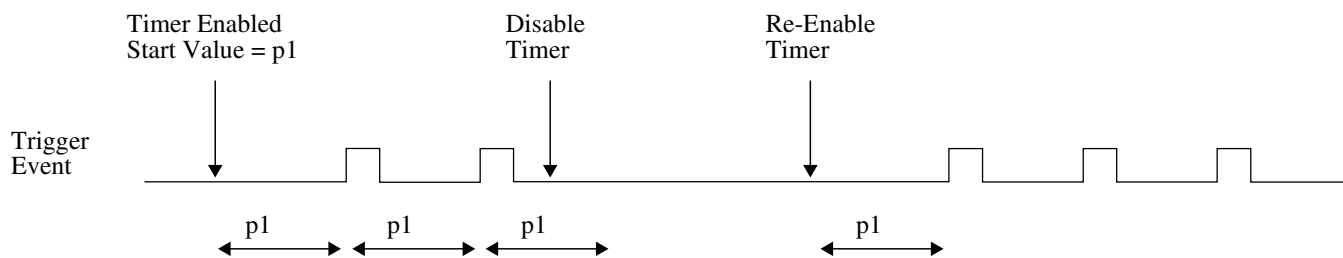 Timer Enabled
Start Value = p1
Disable
Timer
Re-Enable
Timer
Trigger
Event
p1
p1
p1
p1